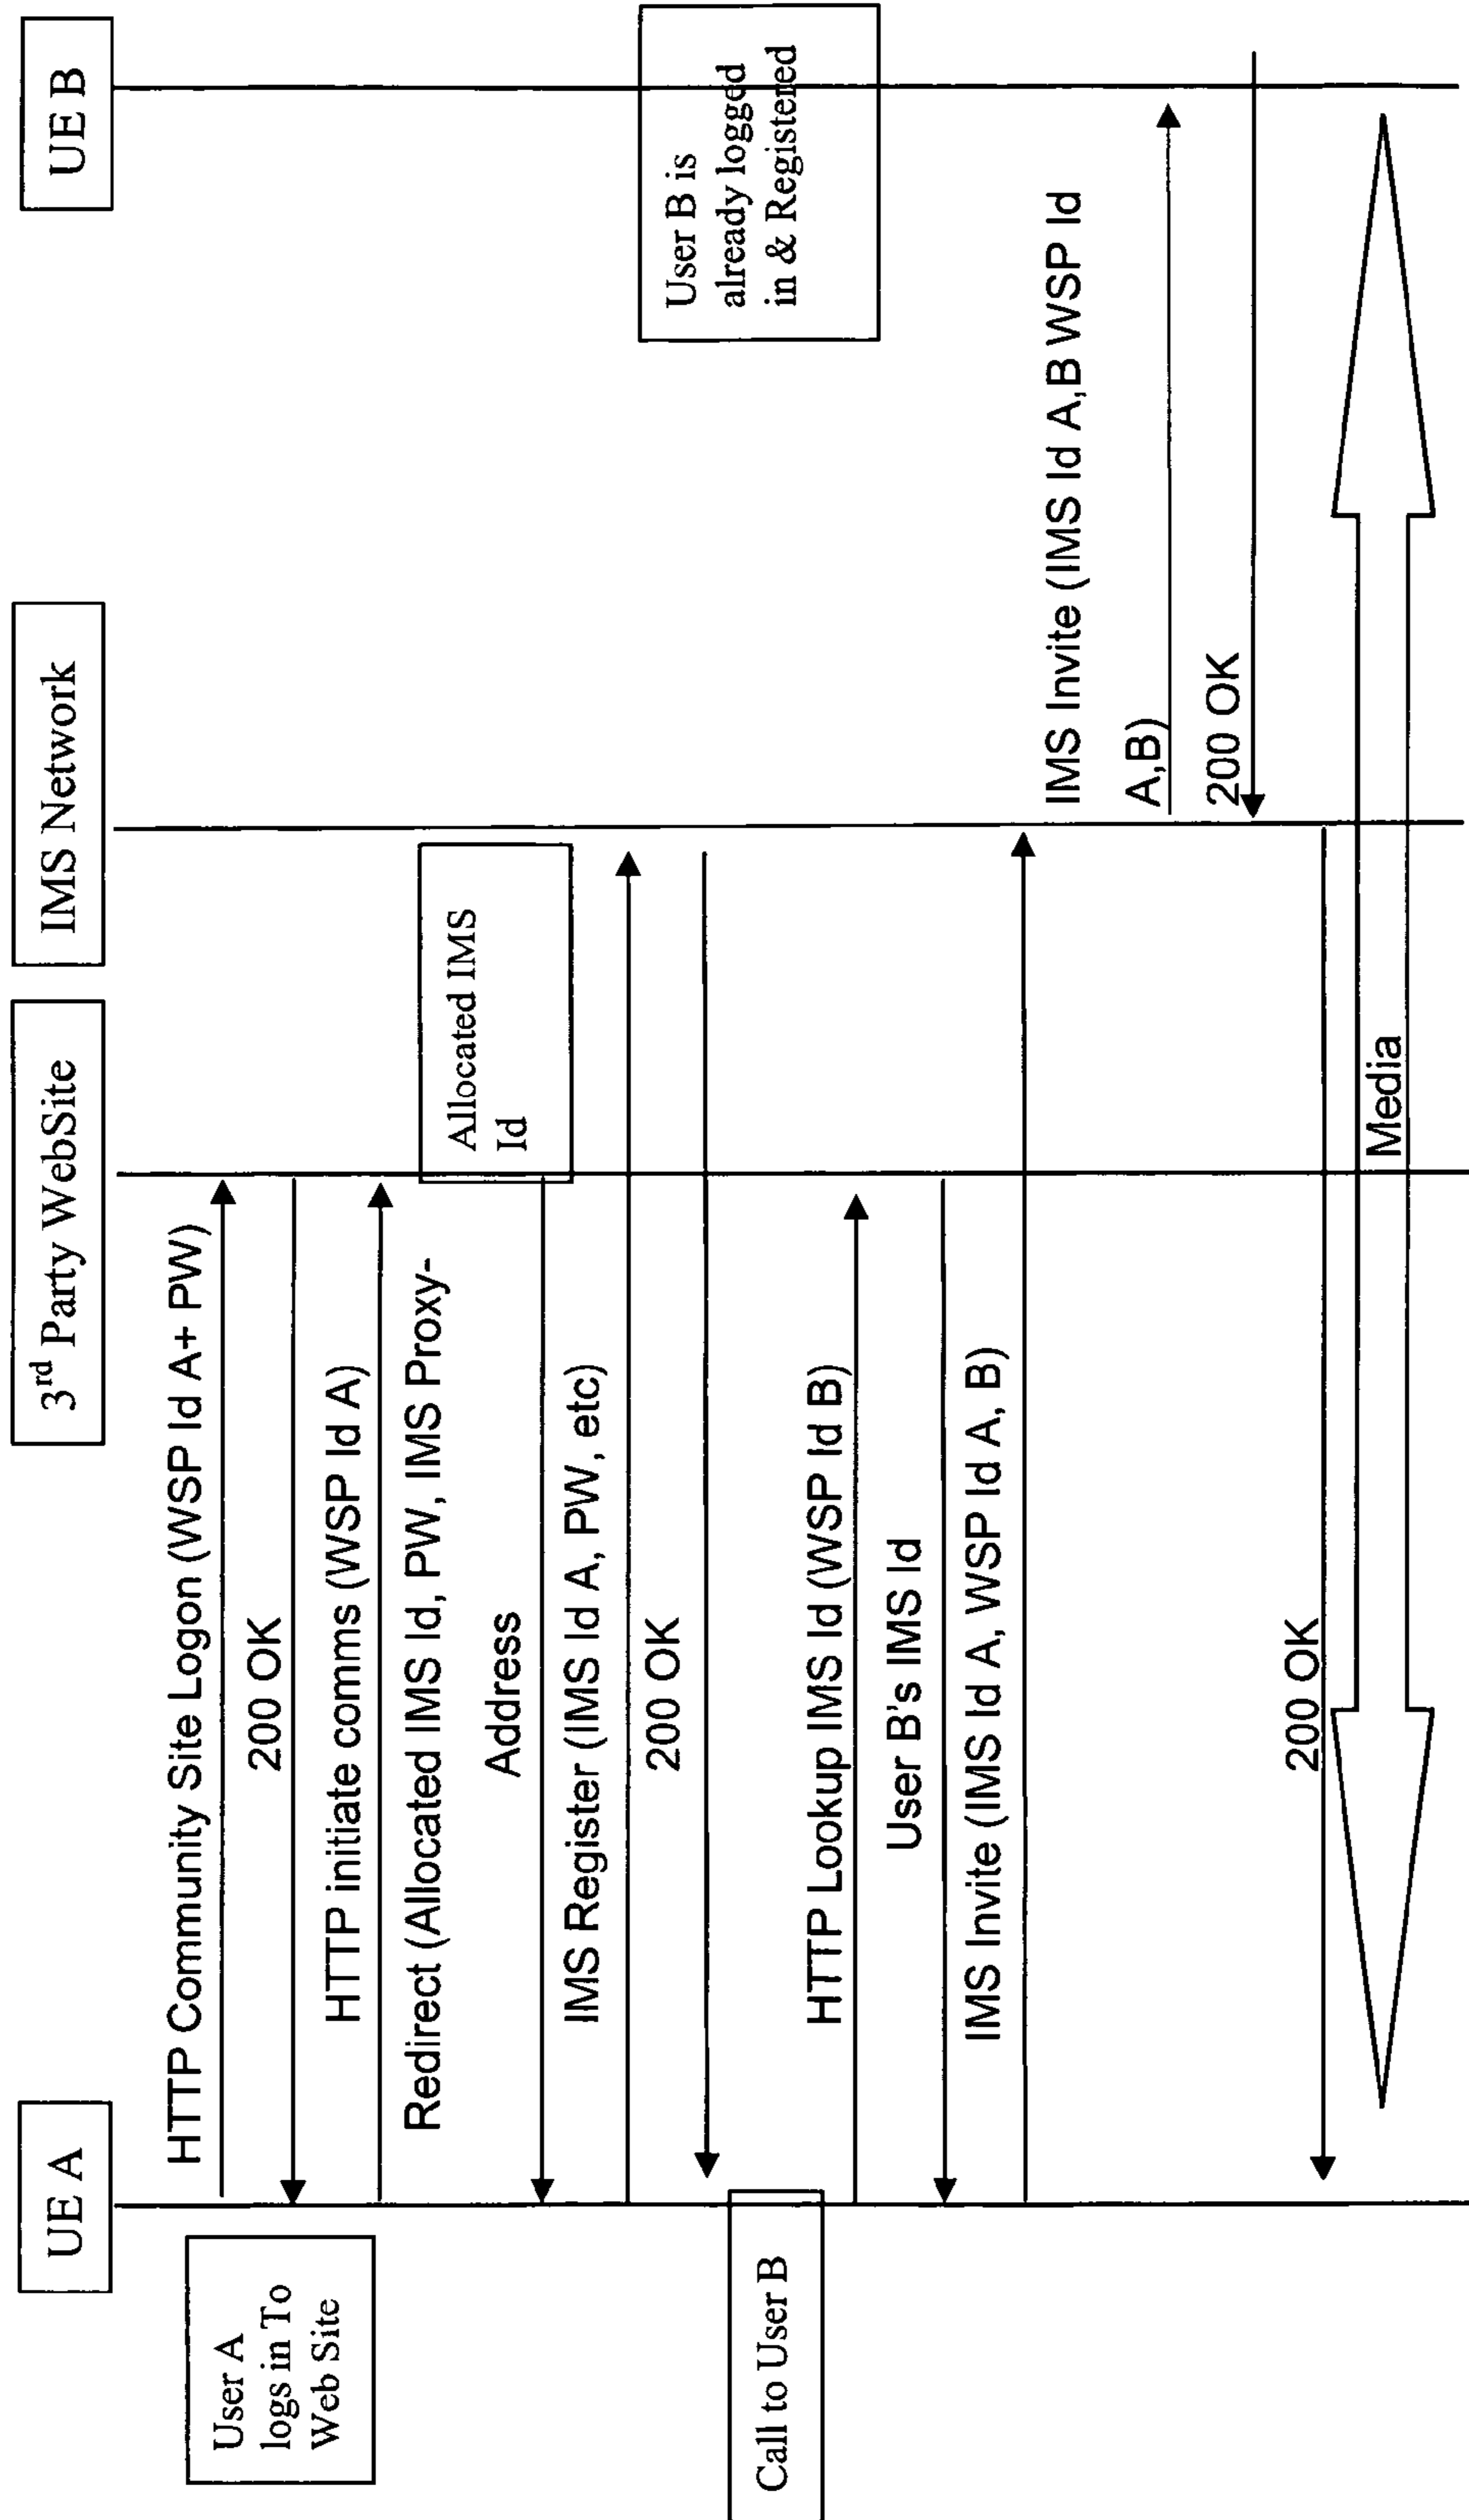 UE A
3rd Party WebSite
IMS Network
UE B
User A
logs in To
Web Site
HTTP Community Site Logon (WSP Id A+ PW)
200 OK
HTTP initiate comms (WSP Id A)
Redirect (Allocated IMS Id, PW, IMS Proxy-
Address
Allocated IMS
Id
IMS Register (IMS Id A, PW, etc)
200 OK
User B is
already logged
in & Registered
Call to User B
HTTP Lookup IMS Id (WSP Id B)
User B's IMS Id
IMS Invite (IMS Id A, WSP Id A, B)
IMS Invite (IMS Id A,B WSP Id
A,B)
200 OK
200 OK
Media